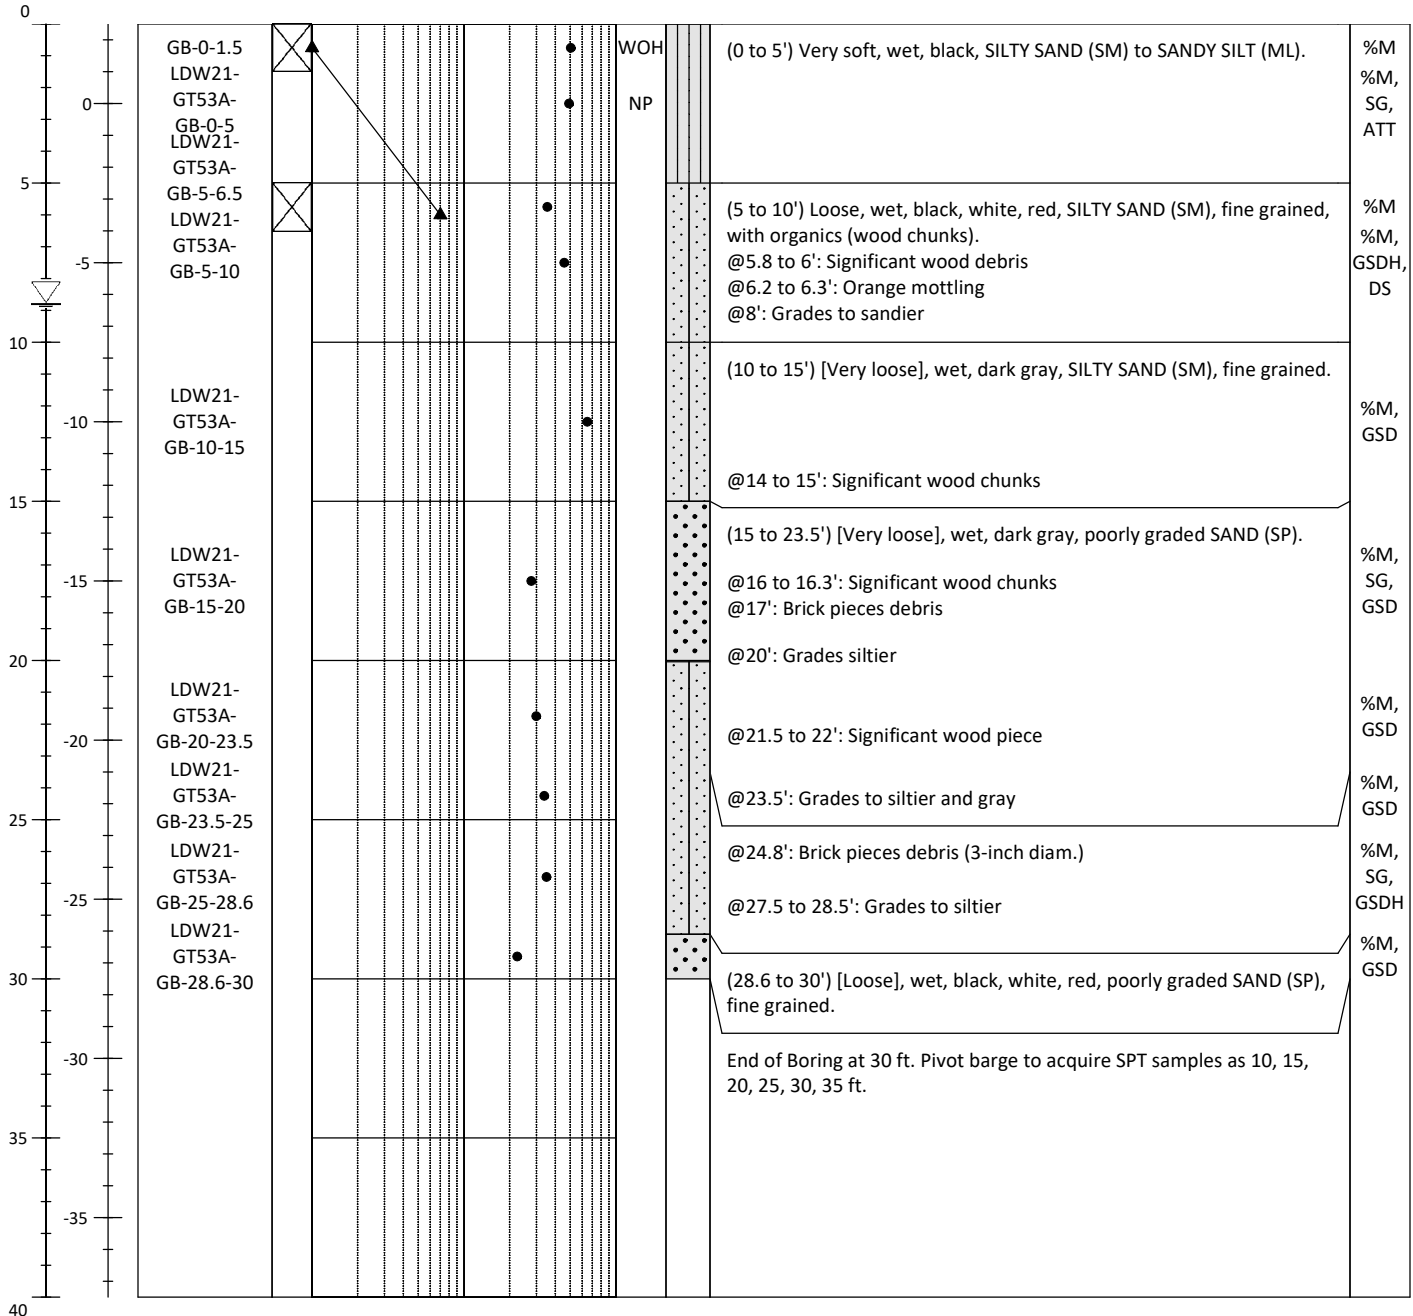 0
5
10
15
20
25
30
35
40
0
-5
-10
-15
-20
-25
-30
-35
GB-0-1.5
LDW21-
GT53A-
GB-0-5
LDW21-
GT53A-
GB-5-6.5
LDW21-
GT53A-
GB-5-10
LDW21-
GT53A-
GB-10-15
LDW21-
GT53A-
GB-15-20
LDW21-
GT53A-
GB-20-23.5
LDW21-
GT53A-
GB-23.5-25
LDW21-
GT53A-
GB-25-28.6
LDW21-
GT53A-
GB-28.6-30
WOH
NP
(0 to 5') Very soft, wet, black, SILTY SAND (SM) to SANDY SILT (ML).
(5 to 10') Loose, wet, black, white, red, SILTY SAND (SM), fine grained,
with organics (wood chunks).
@5.8 to 6': Significant wood debris
@6.2 to 6.3': Orange mottling
@8': Grades to sandier
(10 to 15') [Very loose], wet, dark gray, SILTY SAND (SM), fine grained.
@14 to 15': Significant wood chunks
(15 to 23.5') [Very loose], wet, dark gray, poorly graded SAND (SP).
@16 to 16.3': Significant wood chunks
@17': Brick pieces debris
@20': Grades siltier
@21.5 to 22': Significant wood piece
@23.5': Grades to siltier and gray
@24.8': Brick pieces debris (3-inch diam.)
@27.5 to 28.5': Grades to siltier
(28.6 to 30') [Loose], wet, black, white, red, poorly graded SAND (SP),
fine grained.
End of Boring at 30 ft. Pivot barge to acquire SPT samples as 10, 15,
20, 25, 30, 35 ft.
%M
%M,
SG,
ATT
%M
%M,
GSDH,
DS
%M,
GSD
%M,
SG,
GSD
%M,
GSD
%M,
GSD
%M,
SG,
GSDH
%M,
GSD